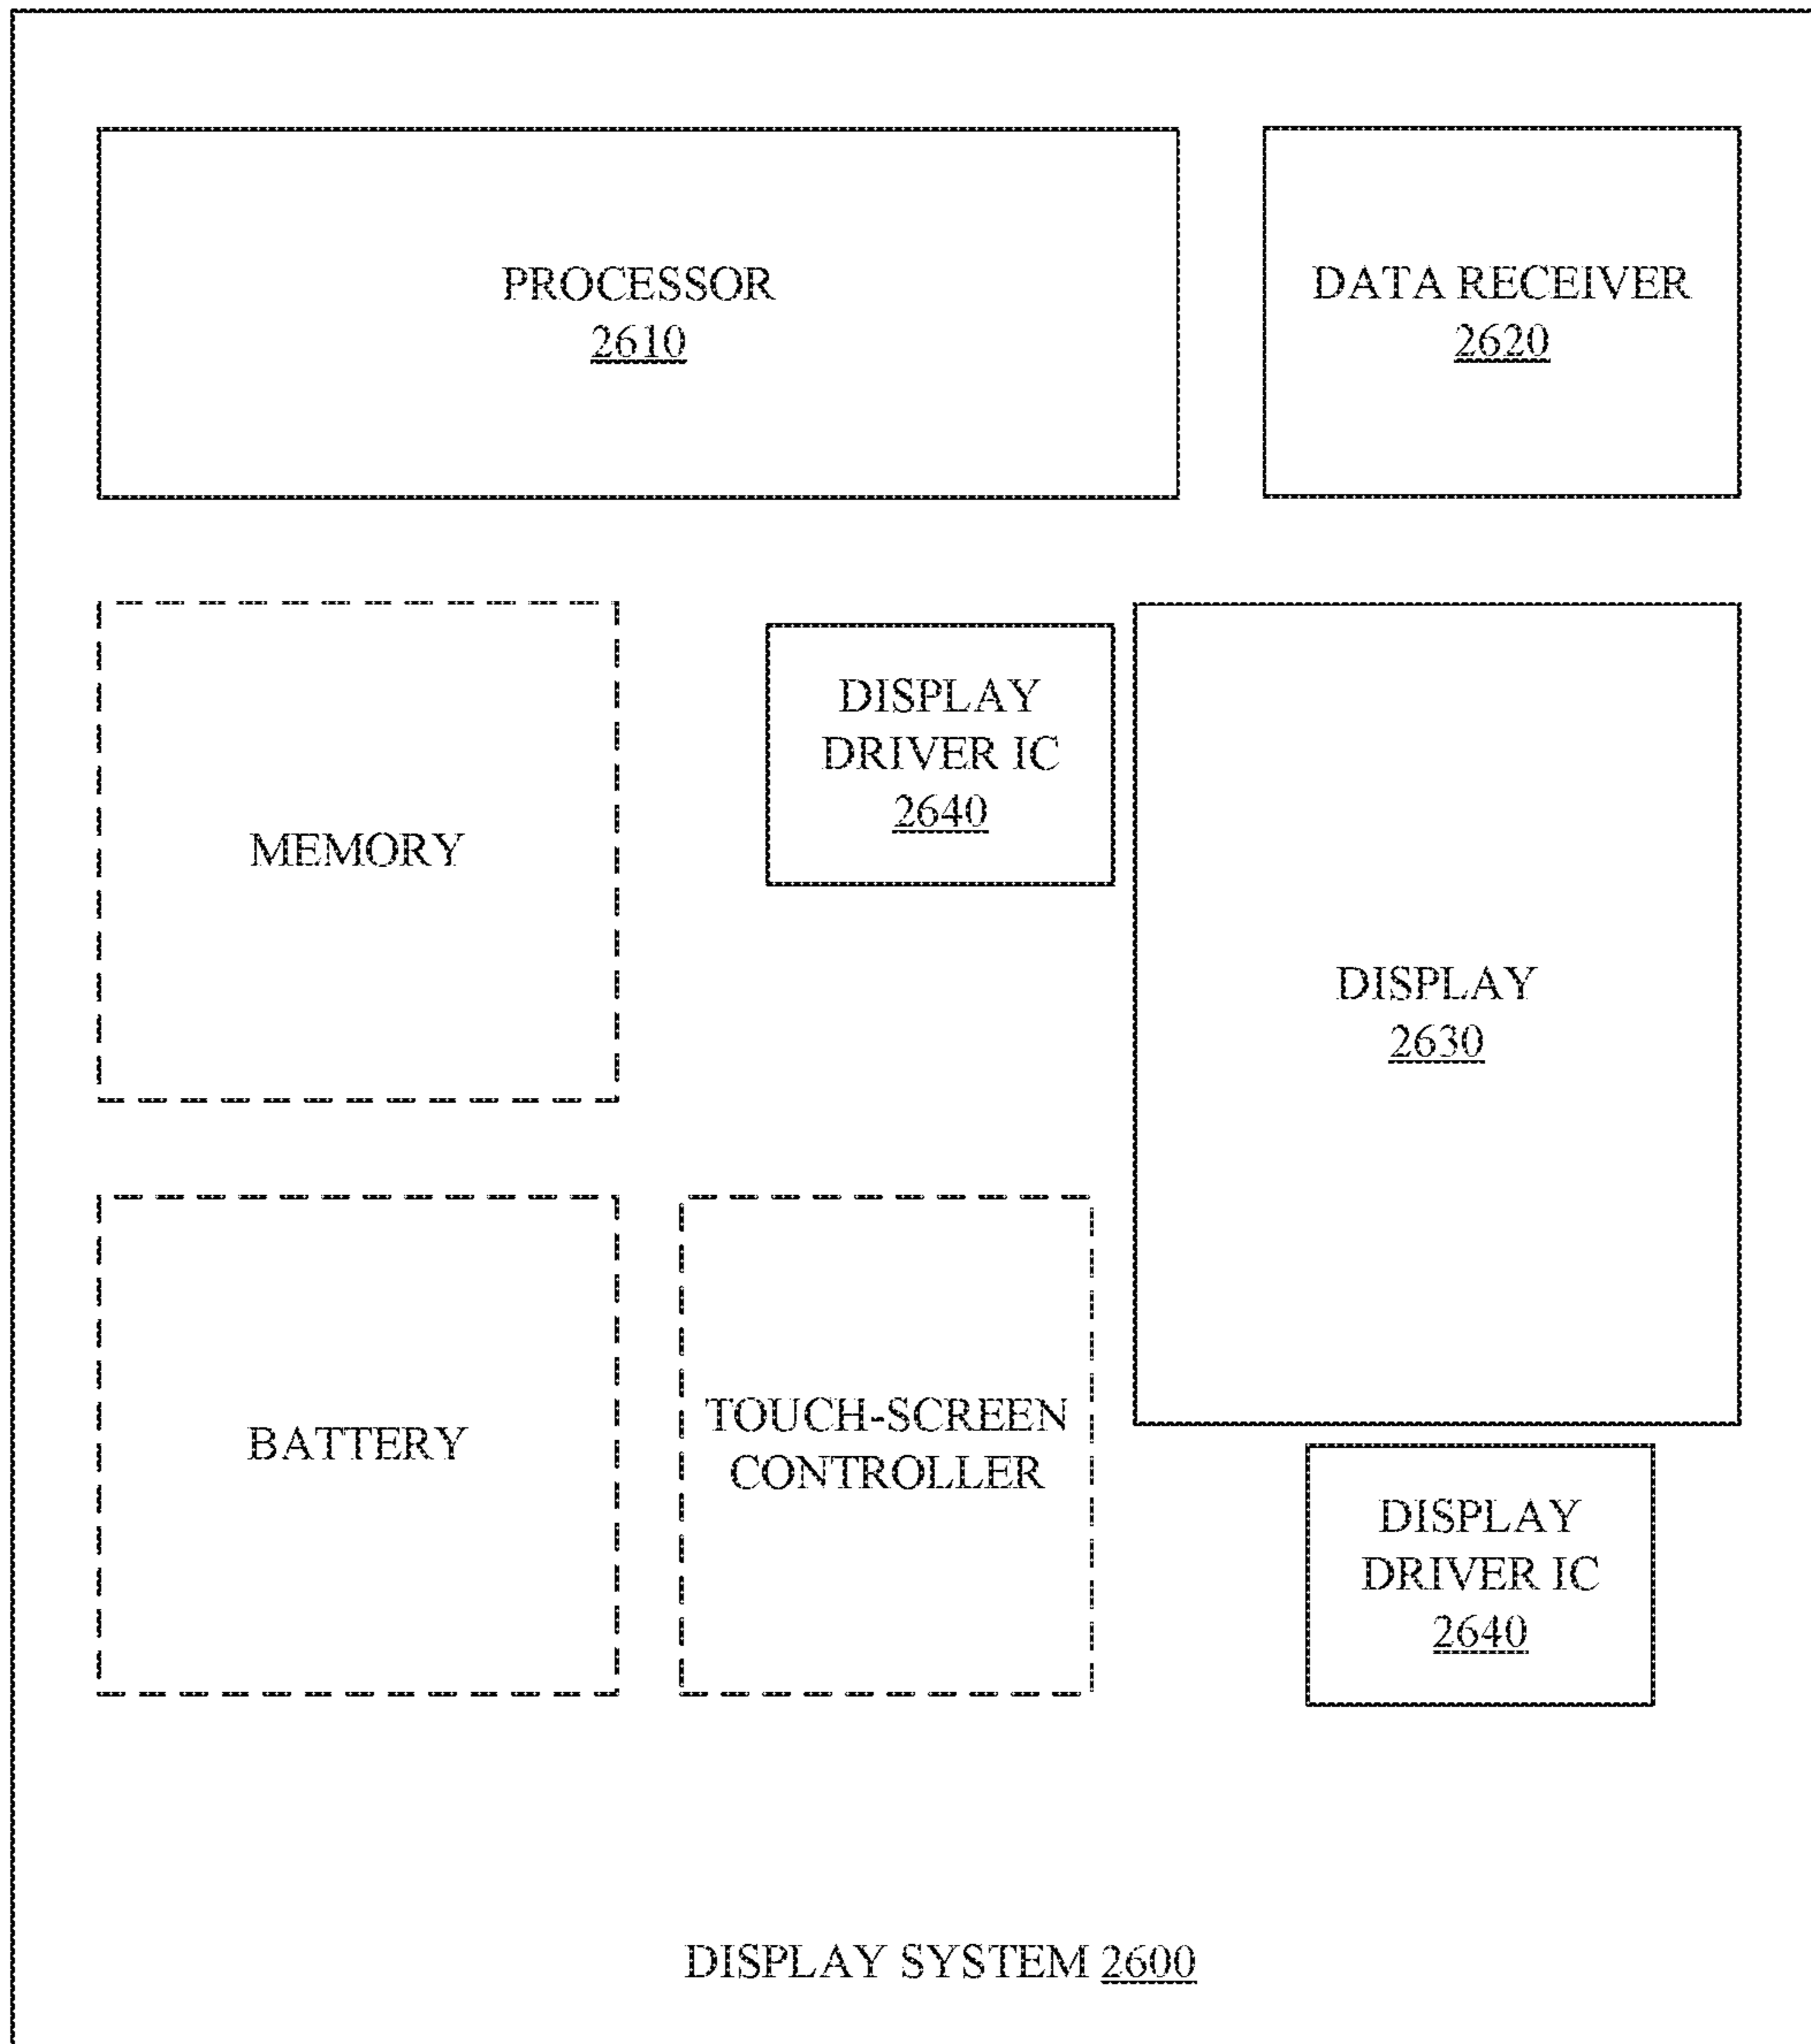 PROCESSOR
2610
DATA RECEIVER
2620
MEMORY
DISPLAY
DRIVER IC
2640
DISPLAY
2630
BATTERY
TOUCH-SCREEN
CONTROLLER
DISPLAY
DRIVER IC
2640
DISPLAY SYSTEM 2600